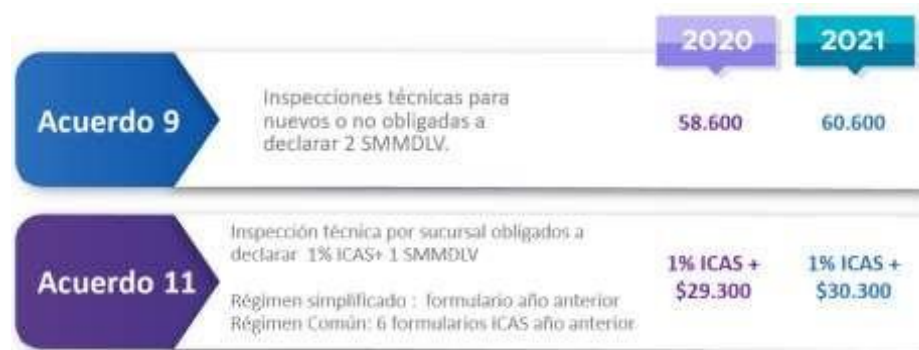 2020 2021
Acuerdo 9
Inspecciones técnicas para
nuevos o no obligadas a
declarar 2 SMMDLV.
58.600 60.600
Acuerdo 11
Inspección técnica por sucursal obligados a
declarar 1% ICAS+ 1 SMMDLV
Régimen simplificado : formulario año anterior
Régimen Común: 6 formularios ICAS año anterior
1% ICAS + 1% ICAS +
$29.300 $30.300